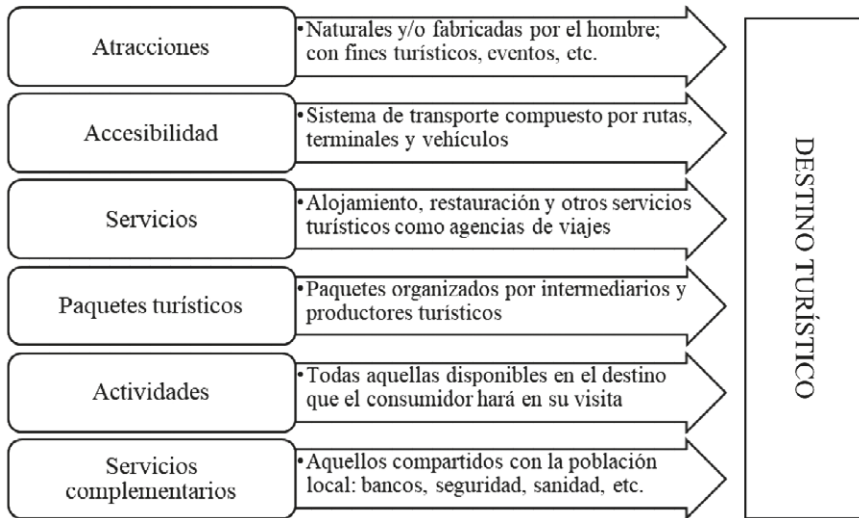 Atracciones
•Naturales y/o fabricadas por el hombre;
con fines turísticos, eventos, etc.
Accesibilidad
•Sistema de transporte compuesto por rutas,
terminales y vehículos
Servicios
•Alojamiento, restauración y otros servicios
turísticos como agencias de viajes
Paquetes turísticos
•Paquetes organizados por intermediarios y
productores turísticos
Actividades
•Todas aquellas disponibles en el destino
que el consumidor hará en su visita
Servicios
complementarios
•Aquellos compartidos con la población
local: bancos, seguridad, sanidad, etc.
DESTINO TURÍSTICO